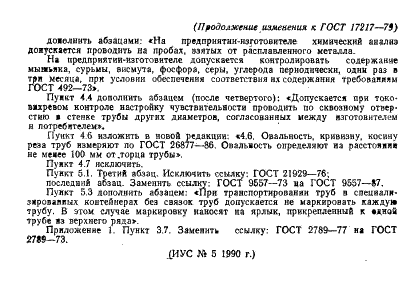 (Продолжение изменения к ГОСТ 17217—79)
дополнить абзацами: «На предприятии-изготовителе химический анализ
допускается проводить на пробах, взятых от расплавленного металла.
На предприятии-изготовителе допускается контролировать содержание
мышьяка, сурьмы, висмута, фосфора, серы, углерода периодически, один раз в
три месяца, при условии обеспечения соответствия их содержания требованиям
ГОСТ 492—73».
Пункт 4.4 дополнить абзацем (после четвертого): «Допускается при то-
ковихревом контроле настройку чувствительности проводить по сквозному отвер-
стию в стенке трубы других диаметров, согласованных между изготовителем
и потребителем».
Пункт 4.6 изложить в новой редакции: «4.6. Овальность, кривизну, косину
реза труб измеряют по ГОСТ 26877—86. Овальность определяют на расстоянии
не менее 100 мм от торца трубы».
Пункт 4.7 исключить.
Пункт 5.1. Третий абзац. Исключить ссылку: ГОСТ 21929—76;
последний абзац. Заменить ссылку: ГОСТ 9557—73 на ГОСТ 9557—87.
Пункт 5.3 дополнить абзацем: «При транспортировании труб в специали-
зированных контейнерах без связок труб допускается не маркировать каждую
трубу. В этом случае маркировку наносят на ярлык, прикрепленный к одной
трубе из верхнего ряда».
Приложение 1. Пункт 3.7. Заменить ссылку: ГОСТ 2789—77 на ГОСТ
2789—73.
(ИУС № 5 1990 г.)